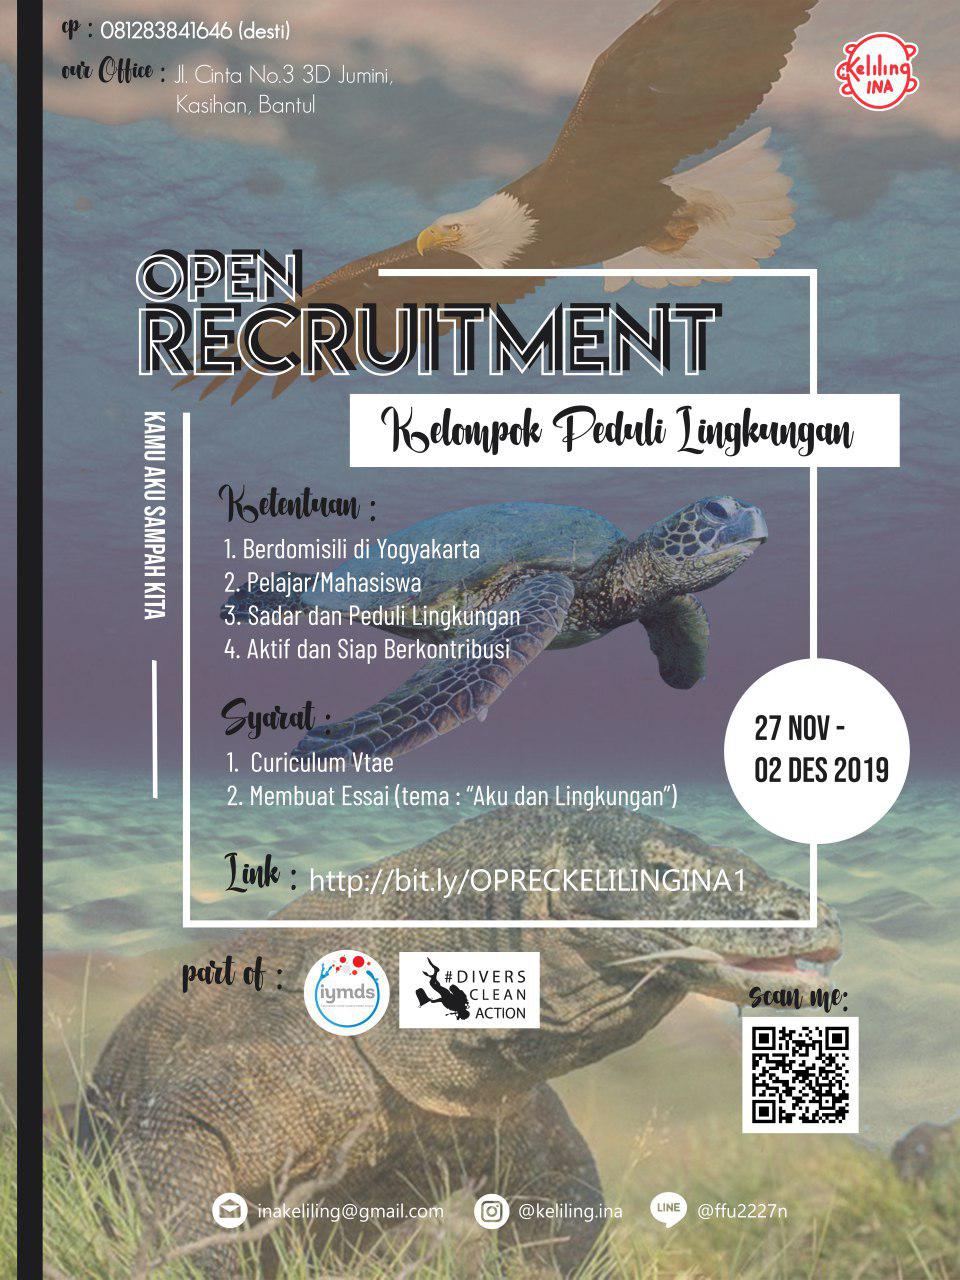 cp : 081283841646 (desti)
our Office : Jl. Cinta No.3 3D Jumini,
Kasihan, Bantul
Keliling
INA
OPEN
RECRUITMENT
Kelompok Peduli Lingkungan
KAMU AKU SAMPAH KITA
Ketentuan :
1. Berdomisili di Yogyakarta
2. Pelajar/Mahasiswa
3. Sadar dan Peduli Lingkungan
4. Aktif dan Siap Berkontribusi
Syarat :
1. Curiculum Vtae
2. Membuat Essai (tema : “Aku dan Lingkungan”)
27 NOV -
02 DES 2019
Link : http://bit.ly/OPRECKELILINGINA1
part of :
iymds
#DIVERS
CLEAN
ACTION
scan me:
inakeliling@gmail.com
@keliling.ina
LINE
@ffu2227n